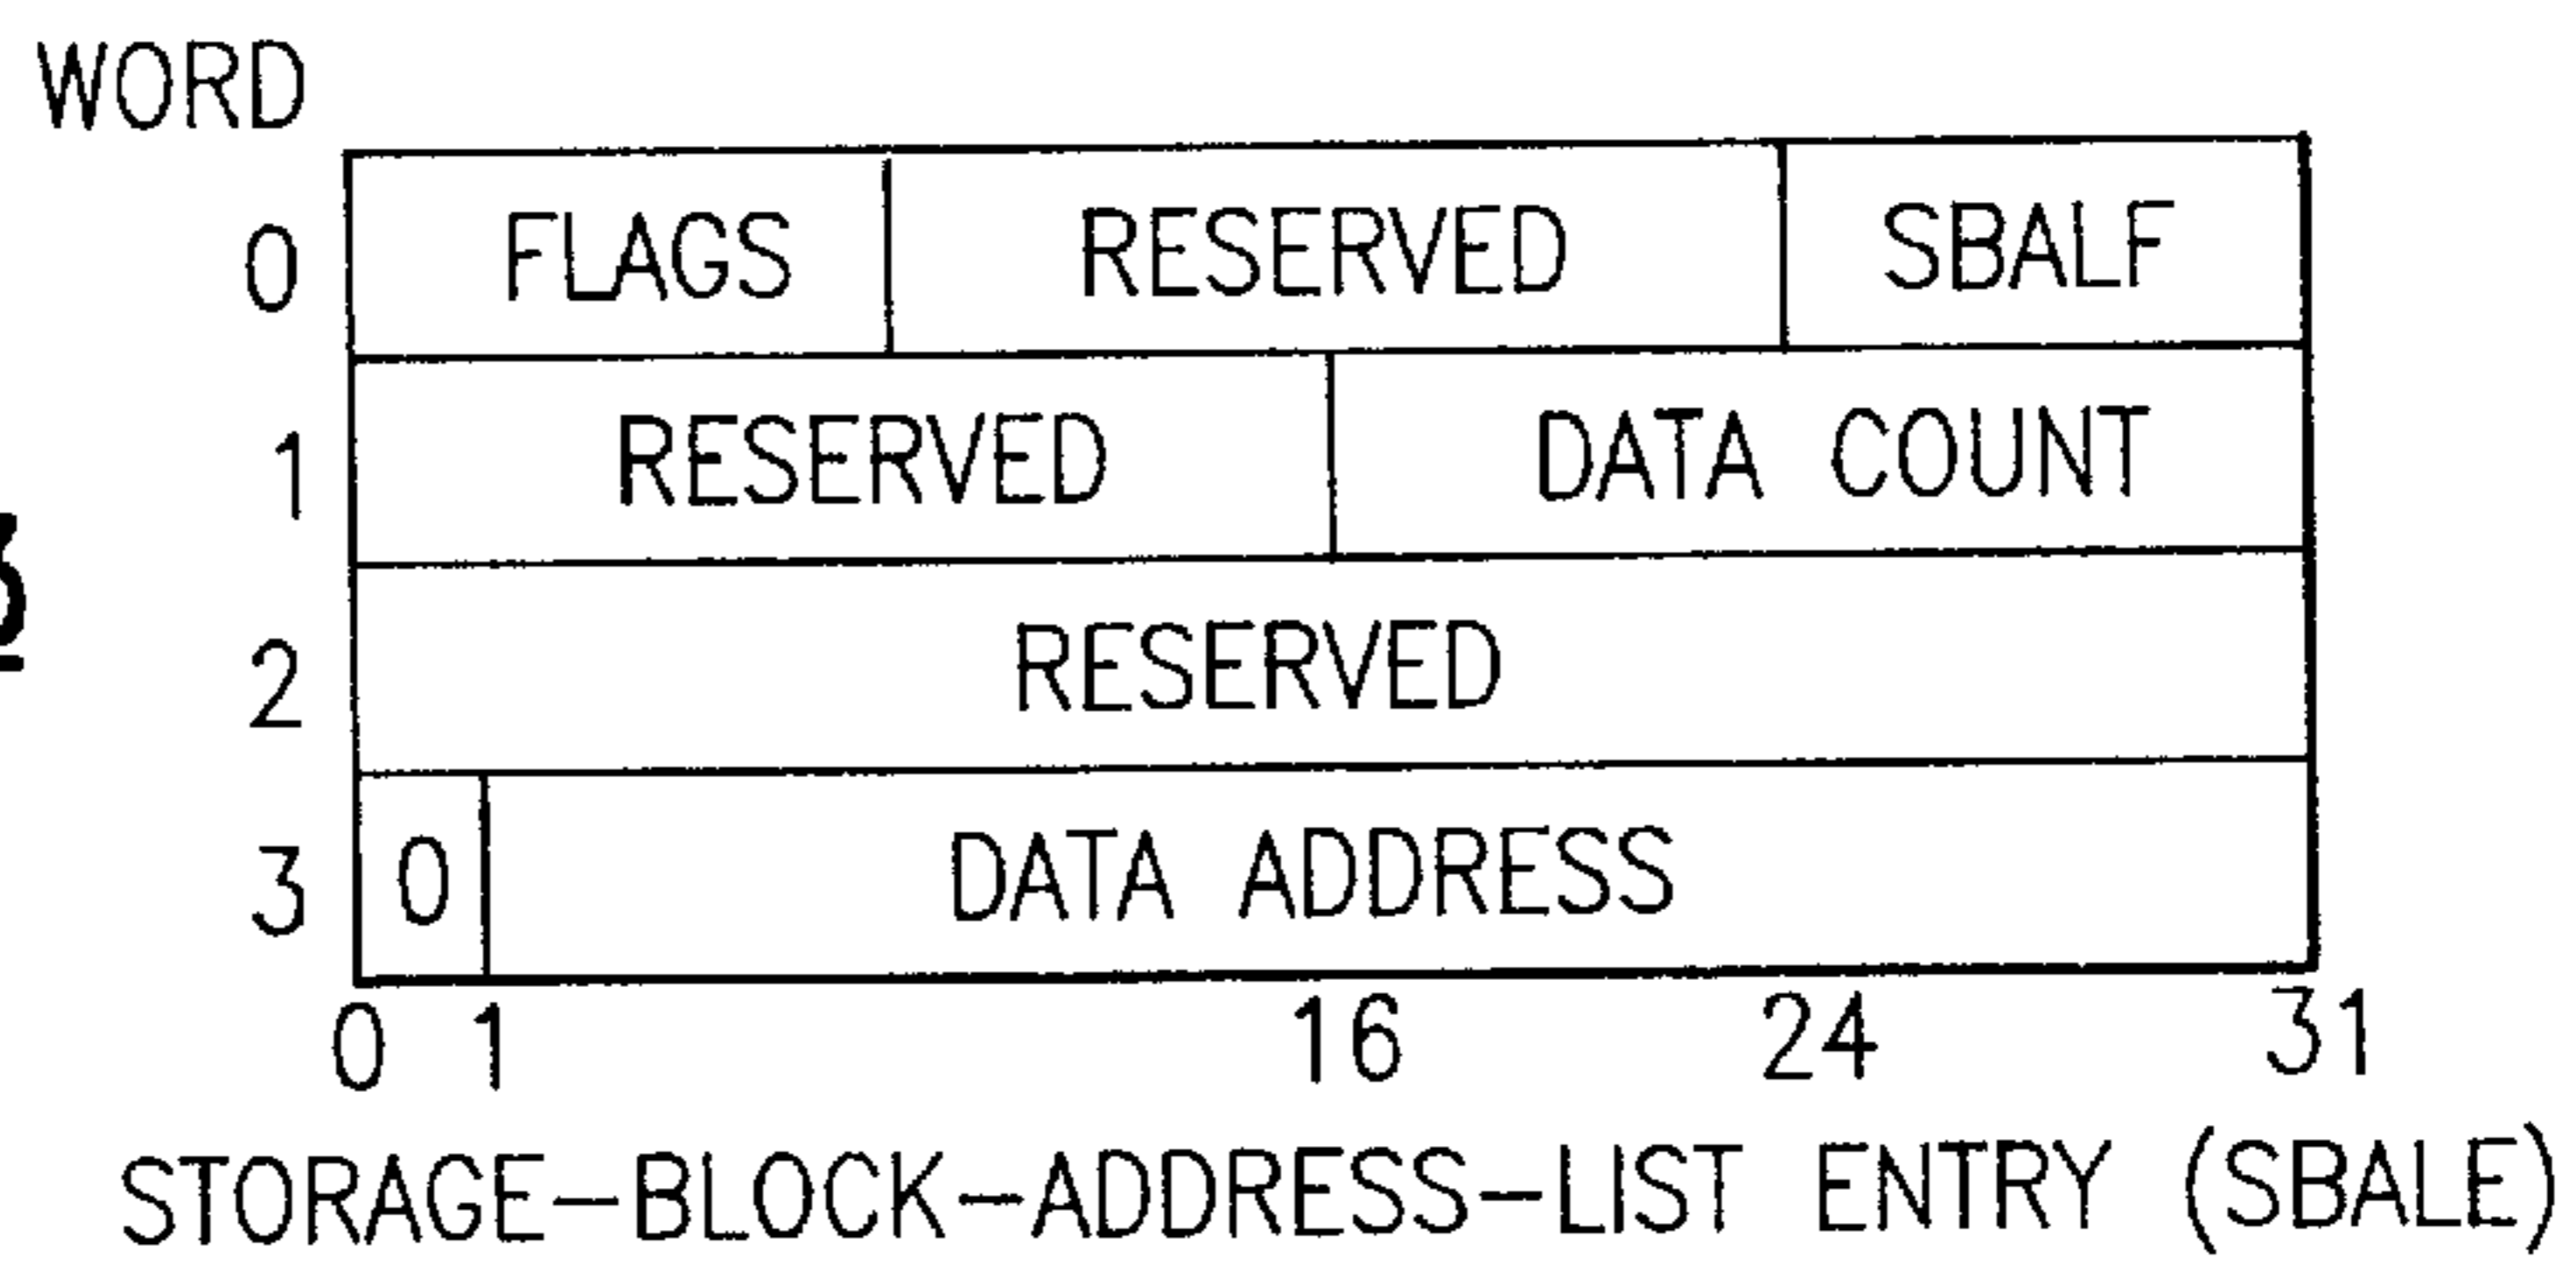 WORD
0 FLAGS RESERVED SBALF
1 RESERVED DATA COUNT
2 RESERVED
3 0 DATA ADDRESS
0 1 16 24 31
STORAGE-BLOCK-ADDRESS-LIST ENTRY (SBALE)